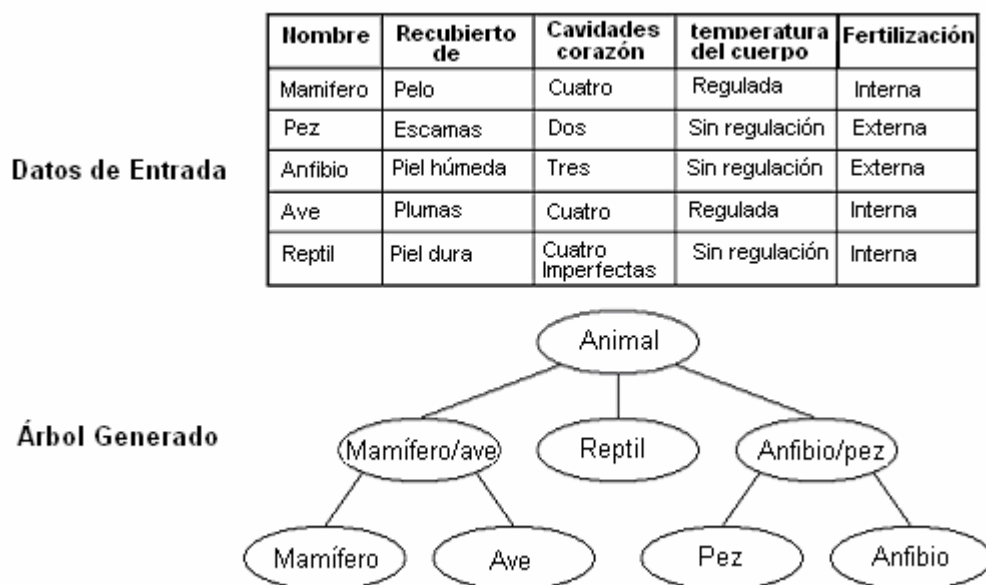 Nombre Recubierto de Cavidades corazón temperatura del cuerpo Fertilización
Mamifero Pelo Cuatro Regulada Interna
Pez Escamas Dos Sin regulación Externa
Datos de Entrada
Anfibio Piel húmeda Tres Sin regulación Externa
Ave Plumas Cuatro Regulada Interna
Reptil Piel dura Cuatro Imperfectas Sin regulación Interna
Animal
Árbol Generado
Mamífero/ave Reptil Anfibio/pez
Mamífero Ave Pez Anfibio